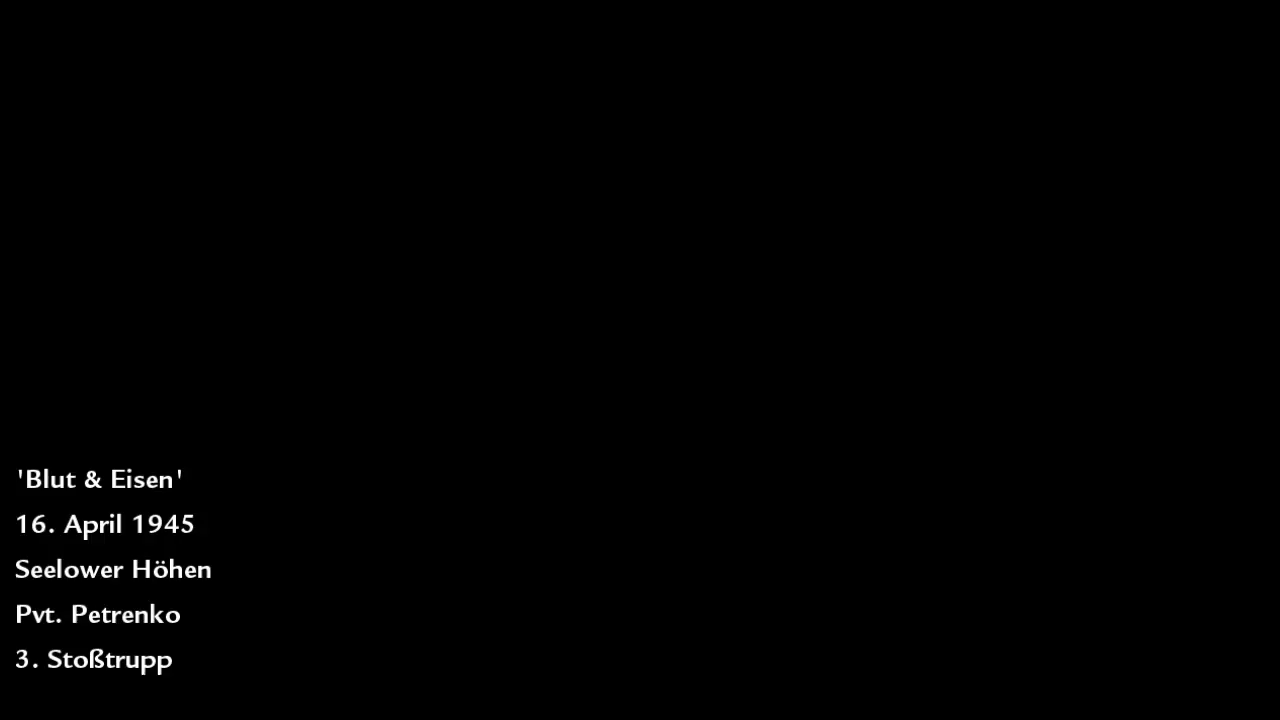 'Blut & Eisen'
16. April 1945
Seelower Höhen
Pvt. Petrenko
3. Stoßtrupp